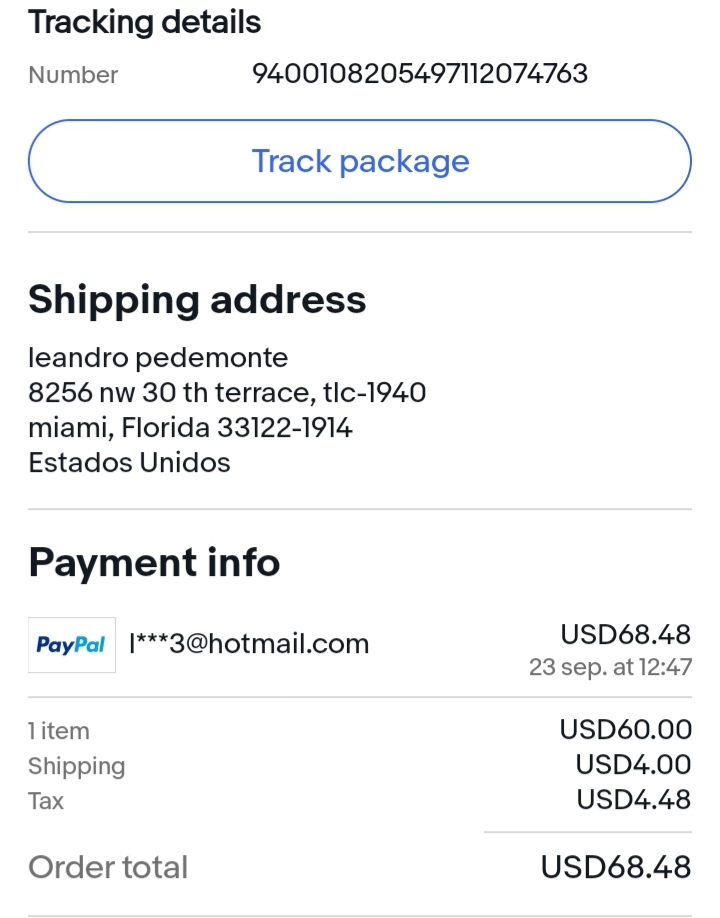 Tracking details
Number 9400108205497112074763
Track package
Shipping address
leandro pedemonte
8256 nw 30 th terrace, tlc-1940
miami, Florida 33122-1914
Estados Unidos
Payment info
PayPal l***3@hotmail.com USD68.48
23 sep. at 12:47
1 item USD60.00
Shipping USD4.00
Tax USD4.48
Order total USD68.48